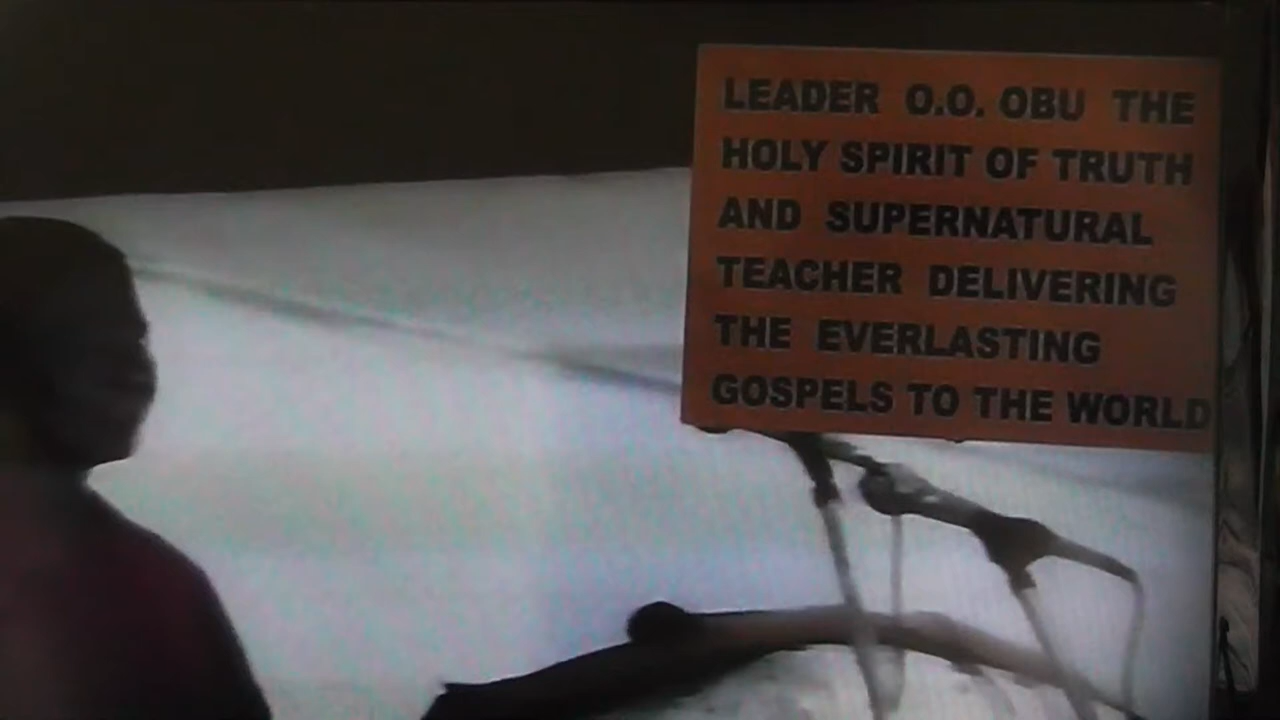 LEADER O.O. OBU THE
HOLY SPIRIT OF TRUTH
AND SUPERNATURAL
TEACHER DELIVERING
THE EVERLASTING
GOSPELS TO THE WORLD